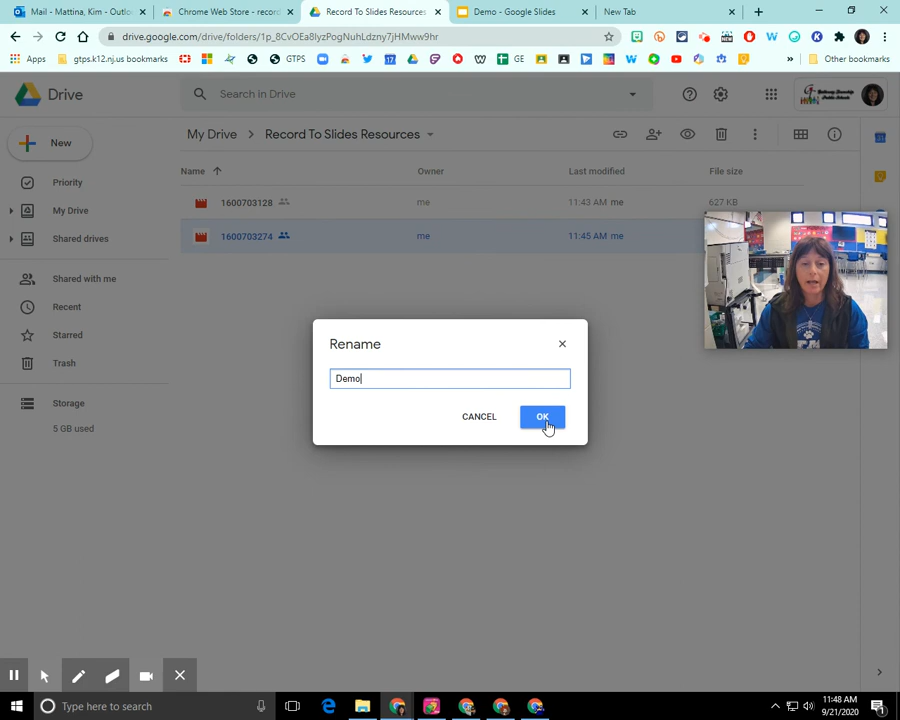 Mail - Mattina, Kim - Outlo
Chrome Web Store - record
Record To Slides Resources
Demo - Google Slides
New Tab
drive.google.com/drive/folders/1p_8CvOEa8lyzPogNuhLdzny7jHMww9hr
Apps
gtps.k12.nj.us bookmarks
GTPS
GE
Other bookmarks
Drive
Search in Drive
New
My Drive
Record To Slides Resources
Name
Owner
Last modified
File size
Priority
1600703128
me
11:43 AM me
627 KB
My Drive
1600703274
me
11:45 AM me
Shared drives
Shared with me
Recent
Starred
Trash
Storage
5 GB used
Rename
Demo
CANCEL
OK
Type here to search
11:48 AM
9/21/2020